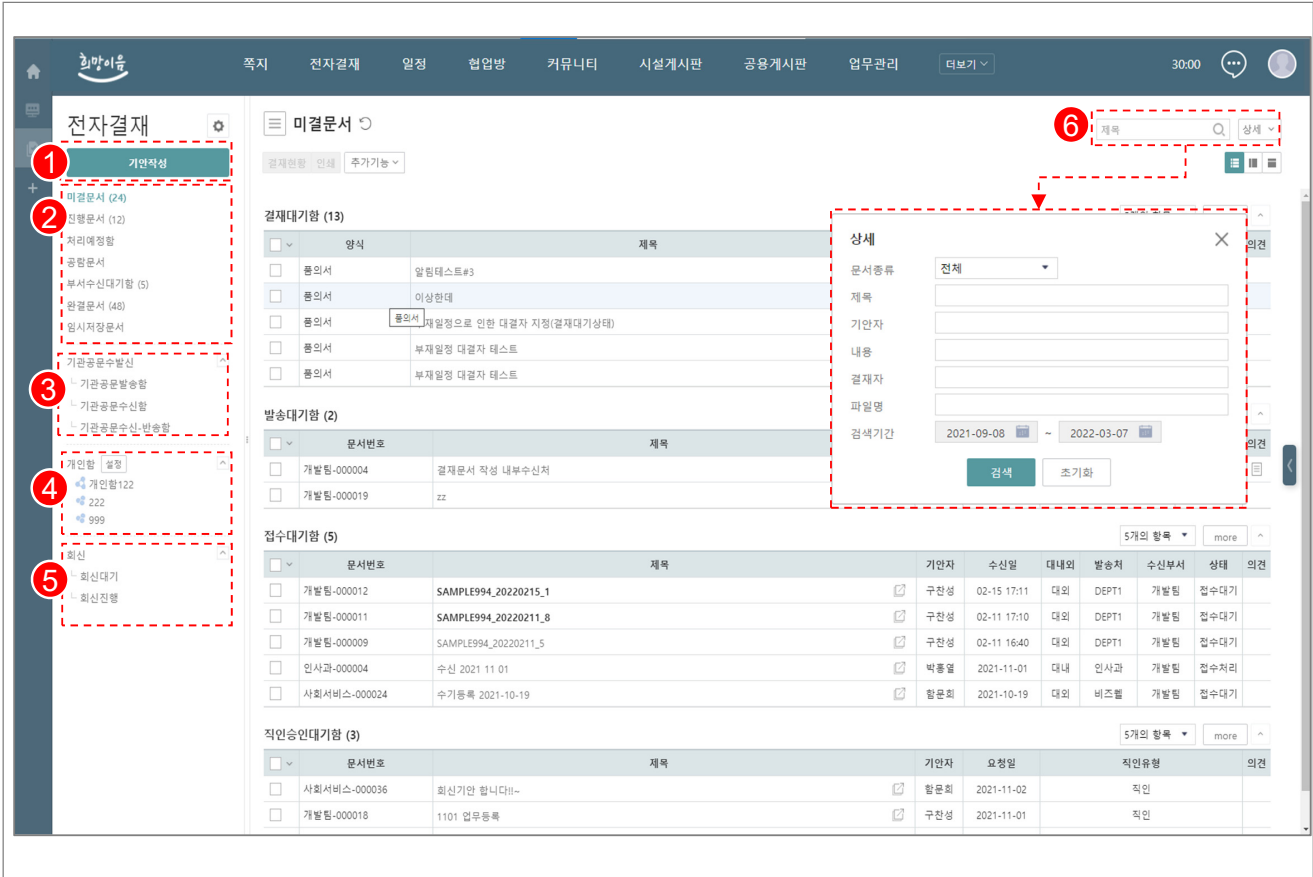 희망이음
쪽지 전자결재 일정 협업방 커뮤니티 시설게시판 공용게시판 업무관리 더보기 30:00
전자결재
1
기안작성
2
미결문서 (24)
진행문서 (12)
처리예정함
공람문서
부서수신대기함 (5)
완결문서 (48)
임시저장문서
3
기관공문수발신
기관공문발송함
기관공문수신함
기관공문수신-반송함
4
개인함 설정
개인함122
222
999
5
회신
회신대기
회신진행
미결문서
6
제목 상세
결재현황 인쇄 추가기능
결재대기함 (13)
양식 제목 의견
품의서 알림테스트#3
품의서 이상한데
품의서
품의서 재일정으로 인한 대결자 지정(결재대기상태)
품의서 부재일정 대결자 테스트
품의서 부재일정 대결자 테스트
상세
문서종류 전체
제목
기안자
내용
결재자
파일명
검색기간 2021-09-08 ~ 2022-03-07
검색 초기화
발송대기함 (2)
문서번호 제목 의견
개발팀-000004 결재문서 작성 내부수신처
개발팀-000019 zz
접수대기함 (5) 5개의 항목 more
문서번호 제목 기안자 수신일 대내외 발송처 수신부서 상태 의견
개발팀-000012 SAMPLE994_20220215_1 구찬성 02-15 17:11 대외 DEPT1 개발팀 접수대기
개발팀-000011 SAMPLE994_20220211_8 구찬성 02-11 17:10 대외 DEPT1 개발팀 접수대기
개발팀-000009 SAMPLE994_20220211_5 구찬성 02-11 16:40 대외 DEPT1 개발팀 접수대기
인사과-000004 수신 2021 11 01 박홍열 2021-11-01 대내 인사과 개발팀 접수처리
사회서비스-000024 수기등록 2021-10-19 함문희 2021-10-19 대외 비즈웰 개발팀 접수대기
직인승인대기함 (3) 5개의 항목 more
문서번호 제목 기안자 요청일 직인유형 의견
사회서비스-000036 회신기안 합니다!!~ 함문희 2021-11-02 직인
개발팀-000018 1101 업무등록 구찬성 2021-11-01 직인